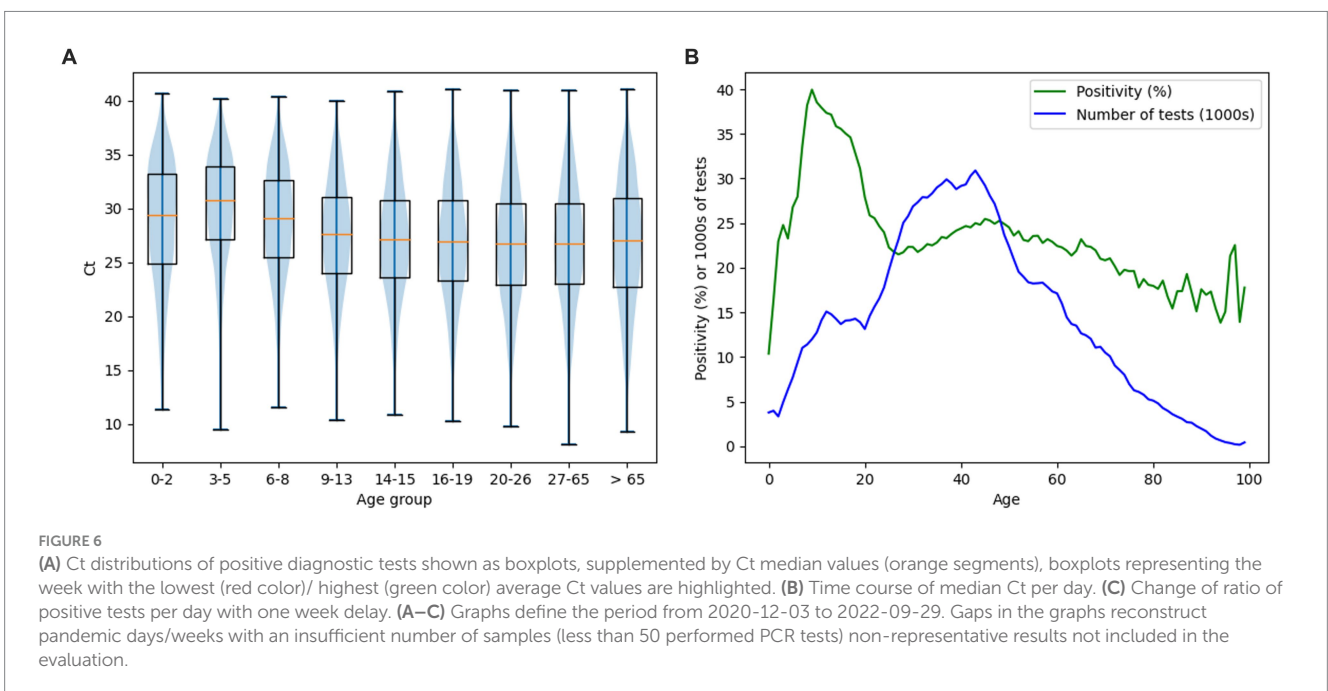 A
B
40
35
30
25
20
15
10
Ct
0-2 3-5 6-8 9-13 14-15 16-19 20-26 27-65 > 65
Age group
40
35
30
25
20
15
10
5
0
Positivity (%) or 1000s of tests
Positivity (%)
Number of tests (1000s)
0 20 40 60 80 100
Age
FIGURE 6
(A) Ct distributions of positive diagnostic tests shown as boxplots, supplemented by Ct median values (orange segments), boxplots representing the
week with the lowest (red color)/ highest (green color) average Ct values are highlighted. (B) Time course of median Ct per day. (C) Change of ratio of
positive tests per day with one week delay. (A–C) Graphs define the period from 2020-12-03 to 2022-09-29. Gaps in the graphs reconstruct
pandemic days/weeks with an insufficient number of samples (less than 50 performed PCR tests) non-representative results not included in the
evaluation.